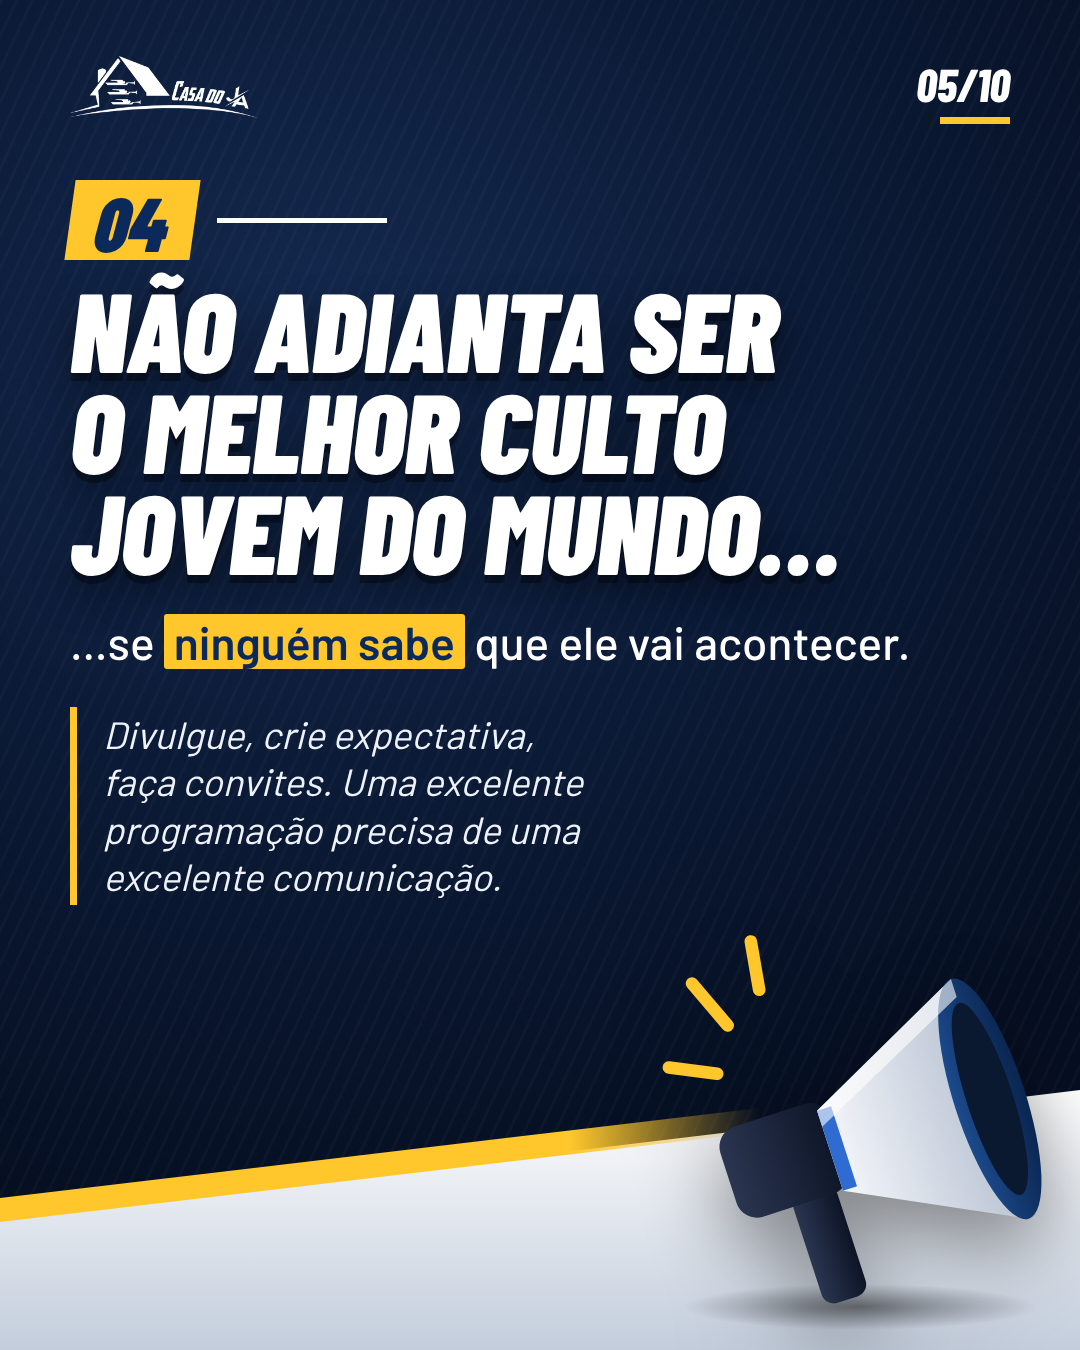 CASA DO JA
05/10
04
NÃO ADIANTA SER
O MELHOR CULTO
JOVEM DO MUNDO...
...se ninguém sabe que ele vai acontecer.
Divulgue, crie expectativa,
faça convites. Uma excelente
programação precisa de uma
excelente comunicação.